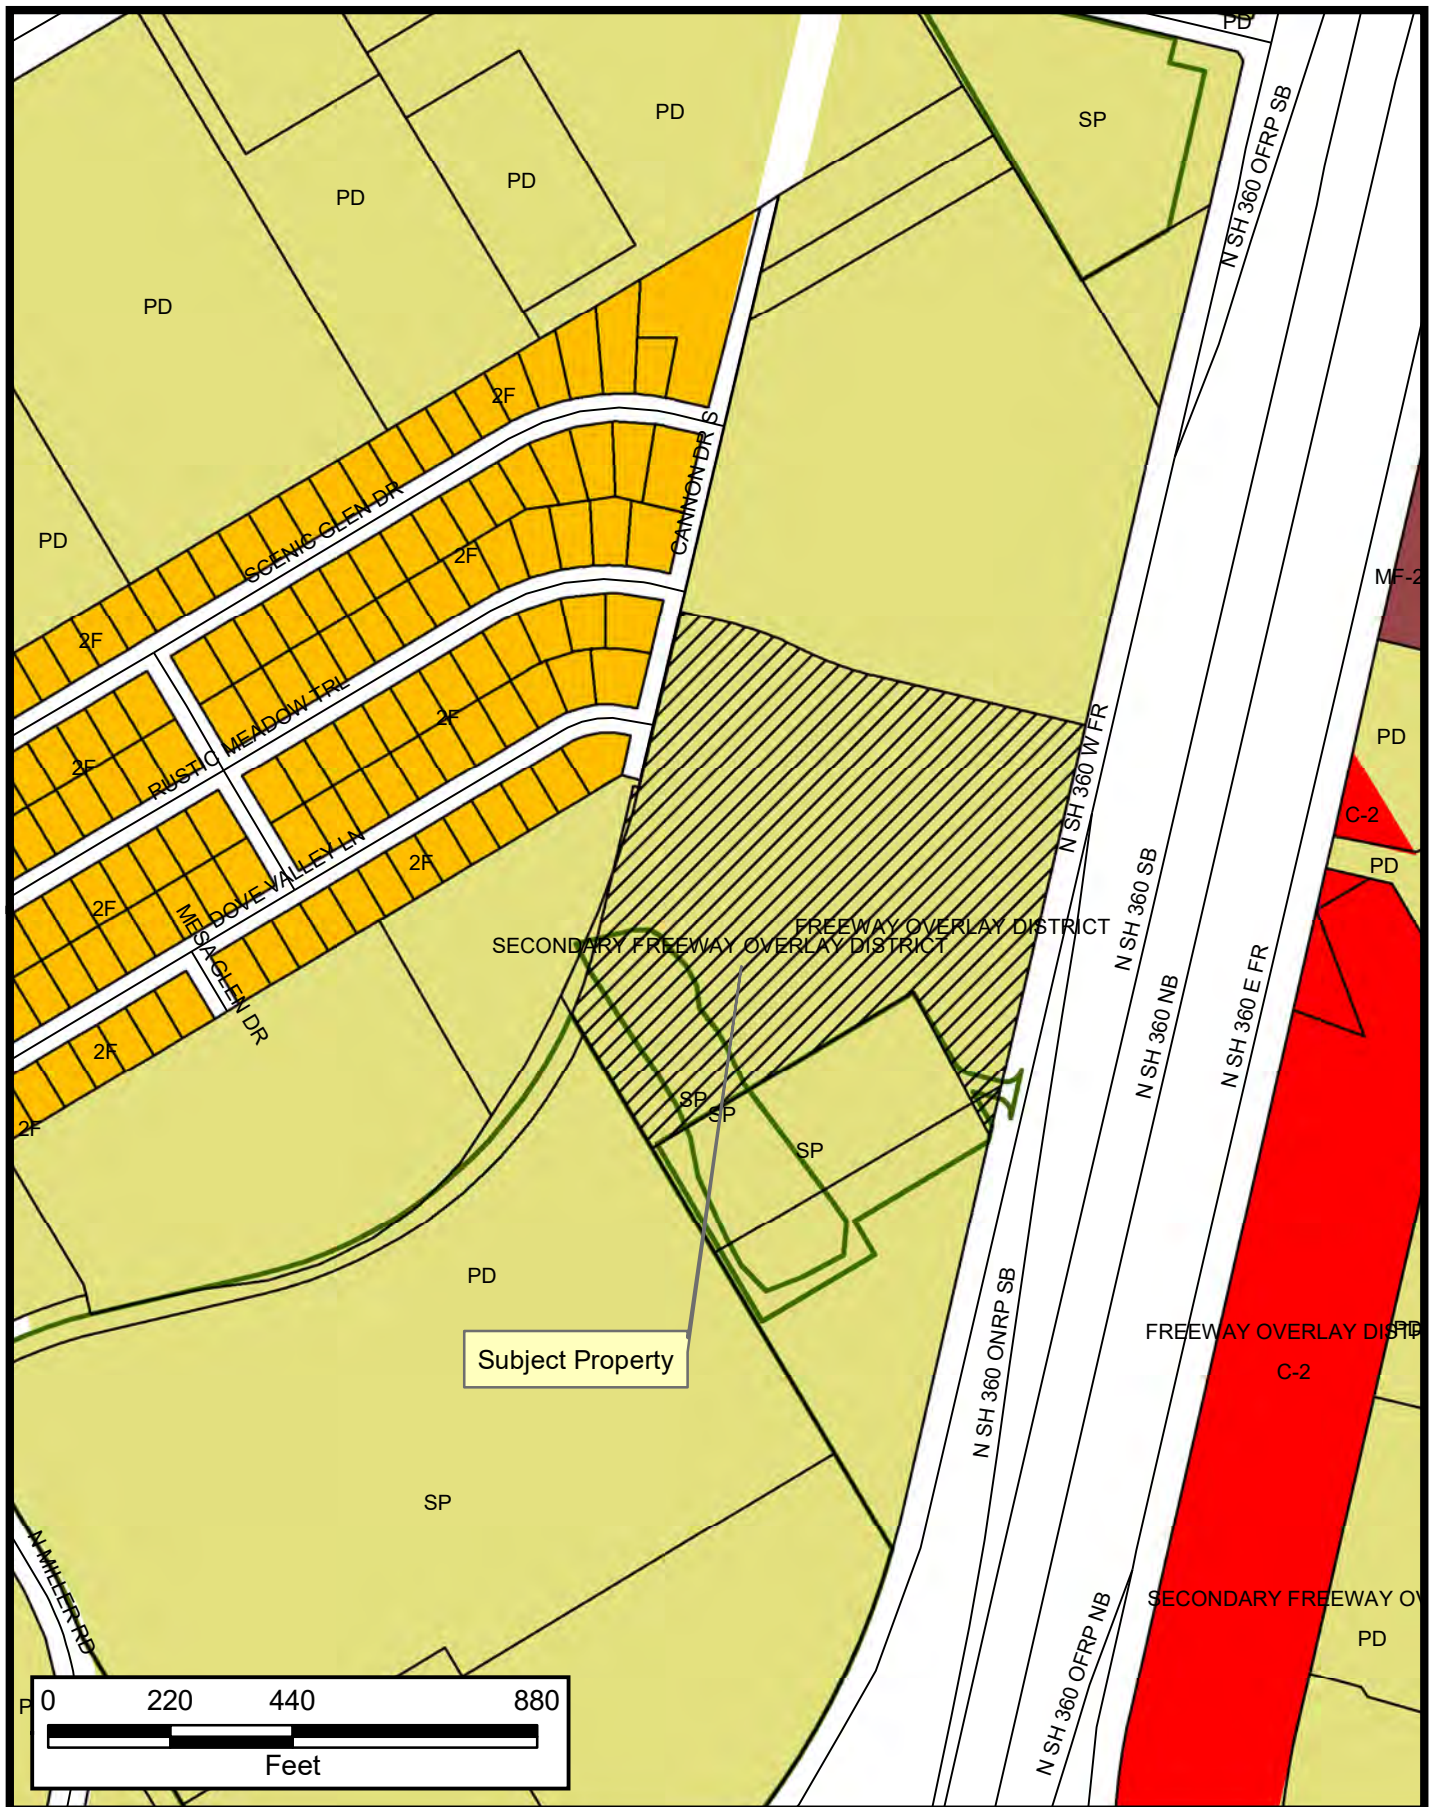 PD
PD
SP
N SH 360 OFRP SB
PD
PD
PD
2F
CANNON DR S
SCENIC GLEN DR
PD
2F
MF-2
2F
RUSTIC MEADOW TRL
2F
2F
N SH 360 W FR
PD
C-2
DOVE VALLEY LN
2F
PD
2F
MESA GLEN DR
FREEWAY OVERLAY DISTRICT
SECONDARY FREEWAY OVERLAY DISTRICT
N SH 360 SB
N SH 360 NB
N SH 360 E FR
2F
SP
SP
2F
SP
PD
N SH 360 ONRP SB
FREEWAY OVERLAY DISTR
PD
Subject Property
C-2
SP
N MILLER RD
SECONDARY FREEWAY OV
PD
N SH 360 OFRP NB
P
0 220 440 880
Feet